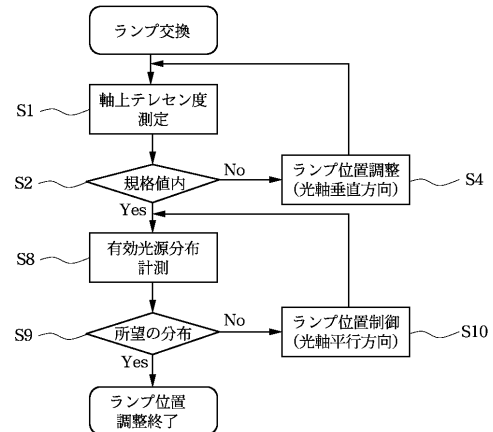 ランプ交換
S1
軸上テレセン度
測定
S2
規格値内
No
ランプ位置調整
(光軸垂直方向)
S4
Yes
S8
有効光源分布
計測
S9
所望の分布
No
ランプ位置制御
(光軸平行方向)
S10
Yes
ランプ位置
調整終了